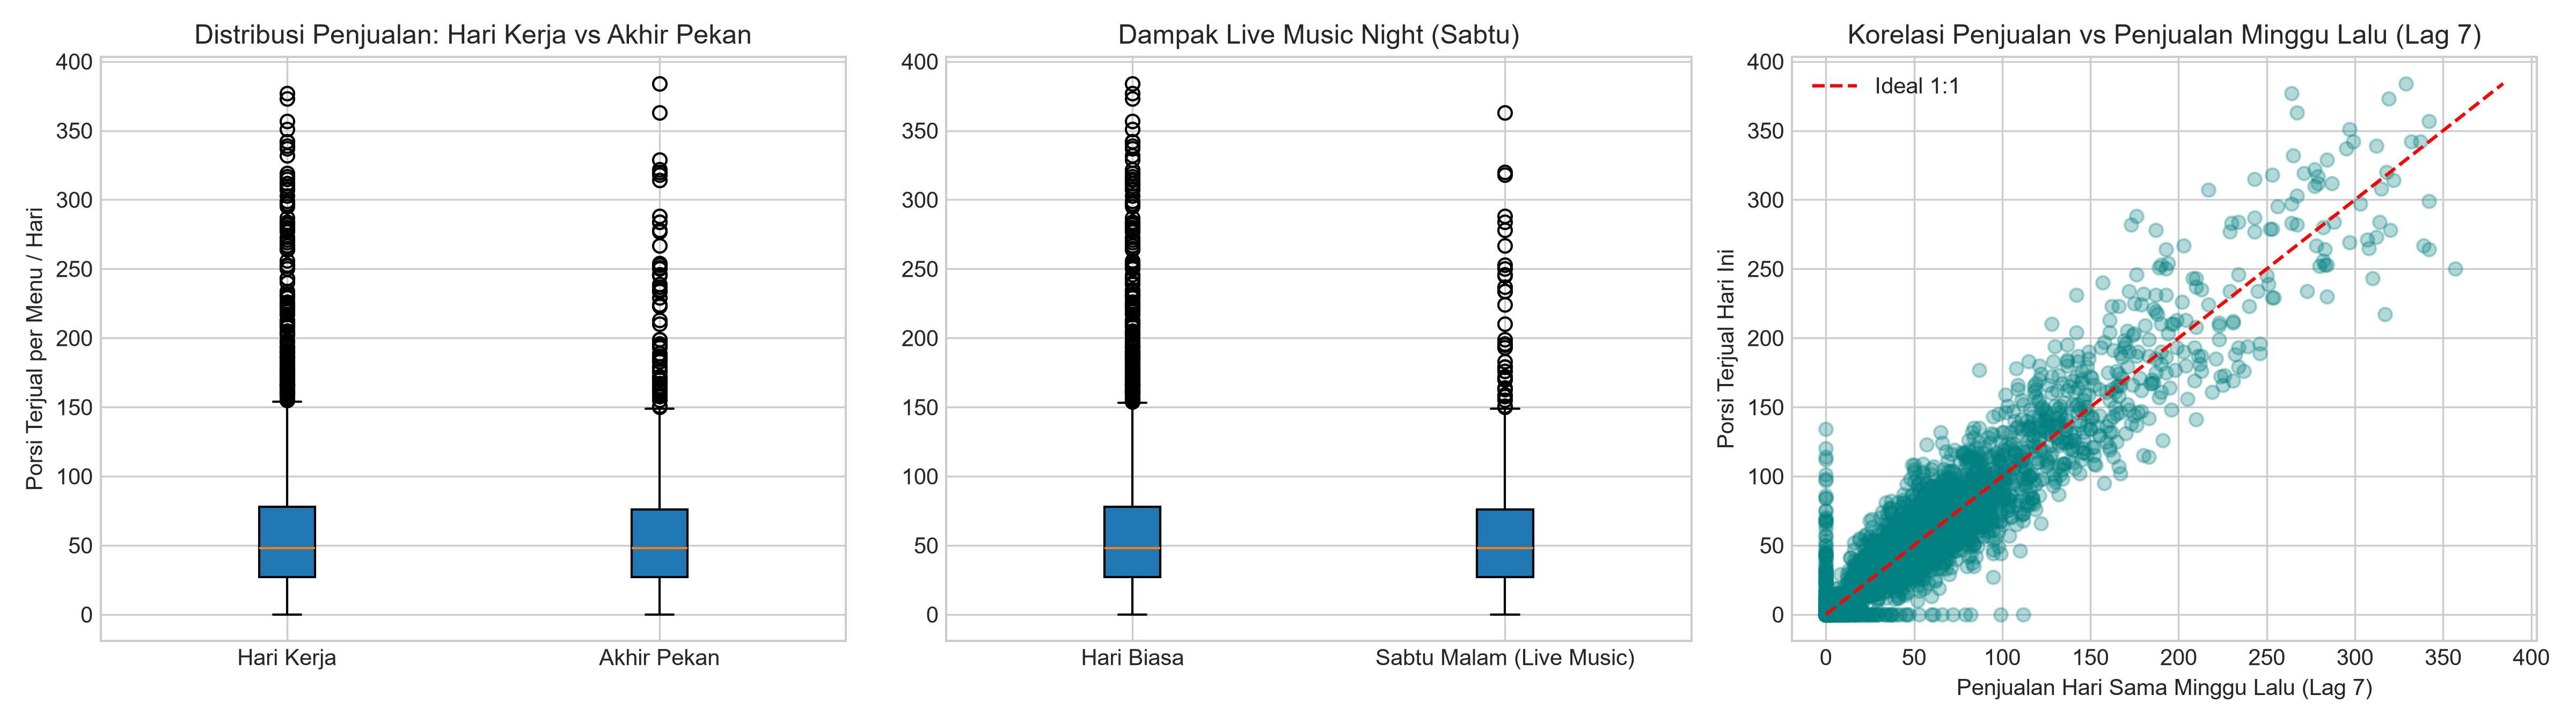 Distribusi Penjualan: Hari Kerja vs Akhir Pekan
400
350
300
250
200
150
100
50
0
Porsi Terjual per Menu / Hari
Hari Kerja
Akhir Pekan
Dampak Live Music Night (Sabtu)
400
350
300
250
200
150
100
50
0
Hari Biasa
Sabtu Malam (Live Music)
Korelasi Penjualan vs Penjualan Minggu Lalu (Lag 7)
Ideal 1:1
400
350
300
250
200
150
100
50
0
Porsi Terjual Hari Ini
0 50 100 150 200 250 300 350 400
Penjualan Hari Sama Minggu Lalu (Lag 7)